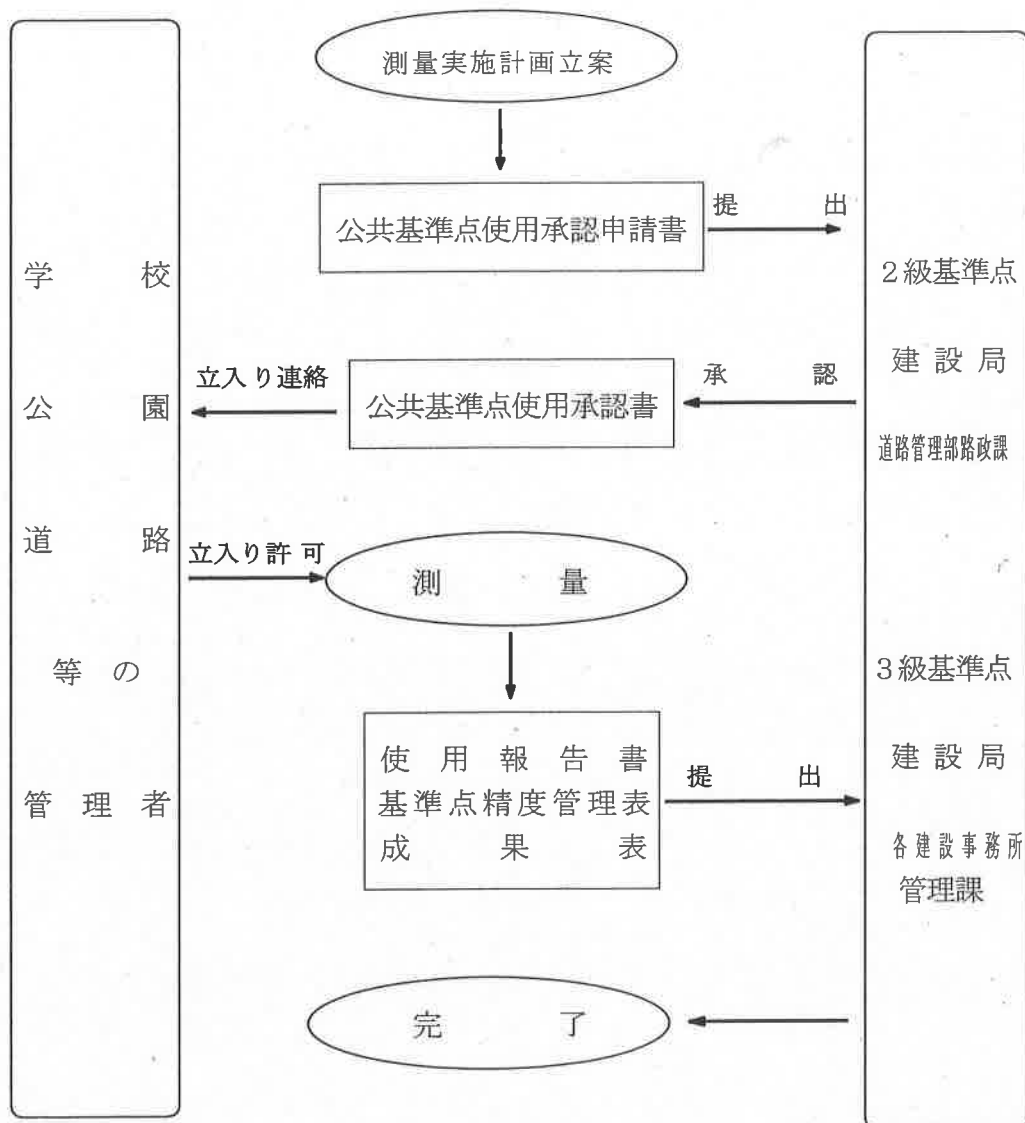 測量実施計画立案
公共基準点使用承認申請書
提出
公共基準点使用承認書
承認
立入り連絡
立入り許可
測量
使用報告書
基準点精度管理表
成果表
提出
完了
学校
公園
道路
等の
管理者
2級基準点
建設局
道路管理部路政課
3級基準点
建設局
各建設事務所
管理課